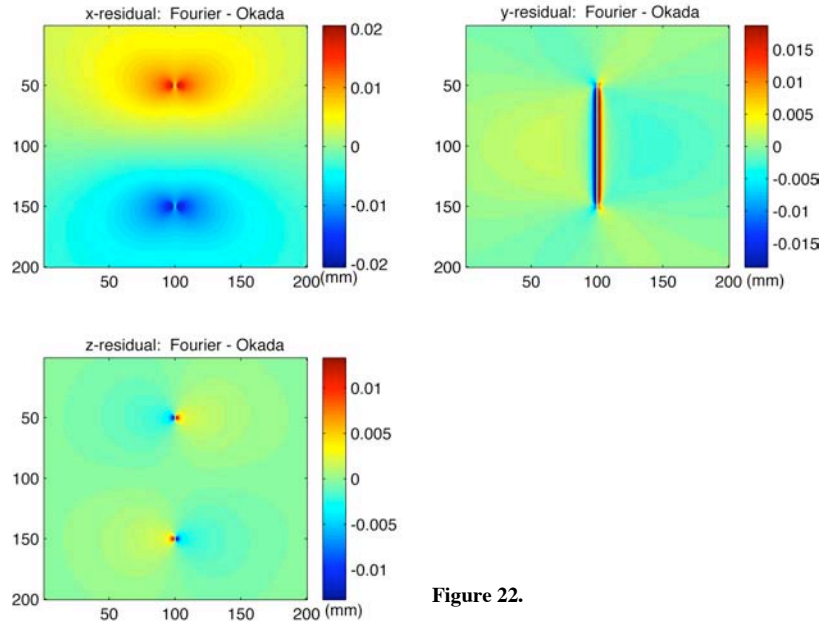 x-residual: Fourier - Okada
50
100
150
200
50 100 150 200
0.02
0.01
0
-0.01
-0.02
(mm)
y-residual: Fourier - Okada
50
100
150
200
50 100 150 200
0.015
0.01
0.005
0
-0.005
-0.01
-0.015
(mm)
z-residual: Fourier - Okada
50
100
150
200
50 100 150 200
0.01
0.005
0
-0.005
-0.01
(mm)
Figure 22.